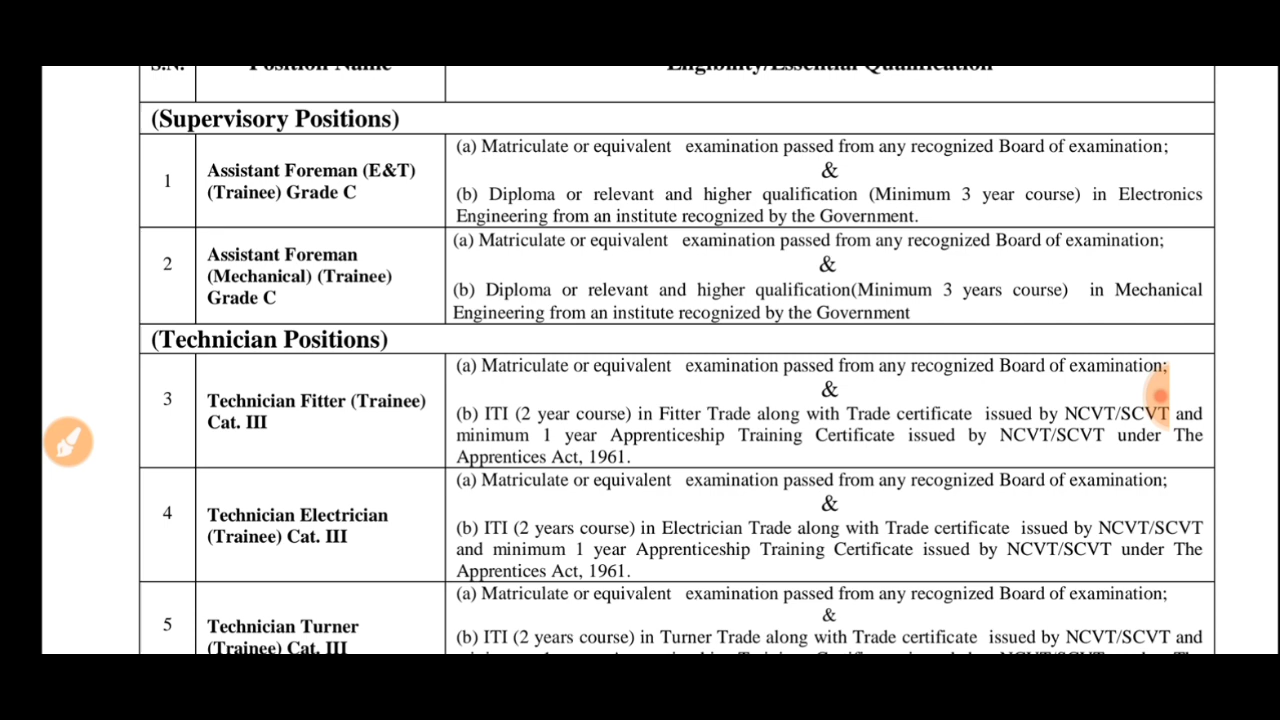 S.N. Position Name Eligibility/Essential Qualification
(Supervisory Positions)
1
Assistant Foreman (E&T)
(Trainee) Grade C
(a) Matriculate or equivalent examination passed from any recognized Board of examination;
&
(b) Diploma or relevant and higher qualification (Minimum 3 year course) in Electronics
Engineering from an institute recognized by the Government.
2
Assistant Foreman
(Mechanical) (Trainee)
Grade C
(a) Matriculate or equivalent examination passed from any recognized Board of examination;
&
(b) Diploma or relevant and higher qualification(Minimum 3 years course) in Mechanical
Engineering from an institute recognized by the Government
(Technician Positions)
3
Technician Fitter (Trainee)
Cat. III
(a) Matriculate or equivalent examination passed from any recognized Board of examination;
&
(b) ITI (2 year course) in Fitter Trade along with Trade certificate issued by NCVT/SCVT and
minimum 1 year Apprenticeship Training Certificate issued by NCVT/SCVT under The
Apprentices Act, 1961.
4
Technician Electrician
(Trainee) Cat. III
(a) Matriculate or equivalent examination passed from any recognized Board of examination;
&
(b) ITI (2 years course) in Electrician Trade along with Trade certificate issued by NCVT/SCVT
and minimum 1 year Apprenticeship Training Certificate issued by NCVT/SCVT under The
Apprentices Act, 1961.
5
Technician Turner
(Trainee) Cat. III
(a) Matriculate or equivalent examination passed from any recognized Board of examination;
&
(b) ITI (2 years course) in Turner Trade along with Trade certificate issued by NCVT/SCVT and